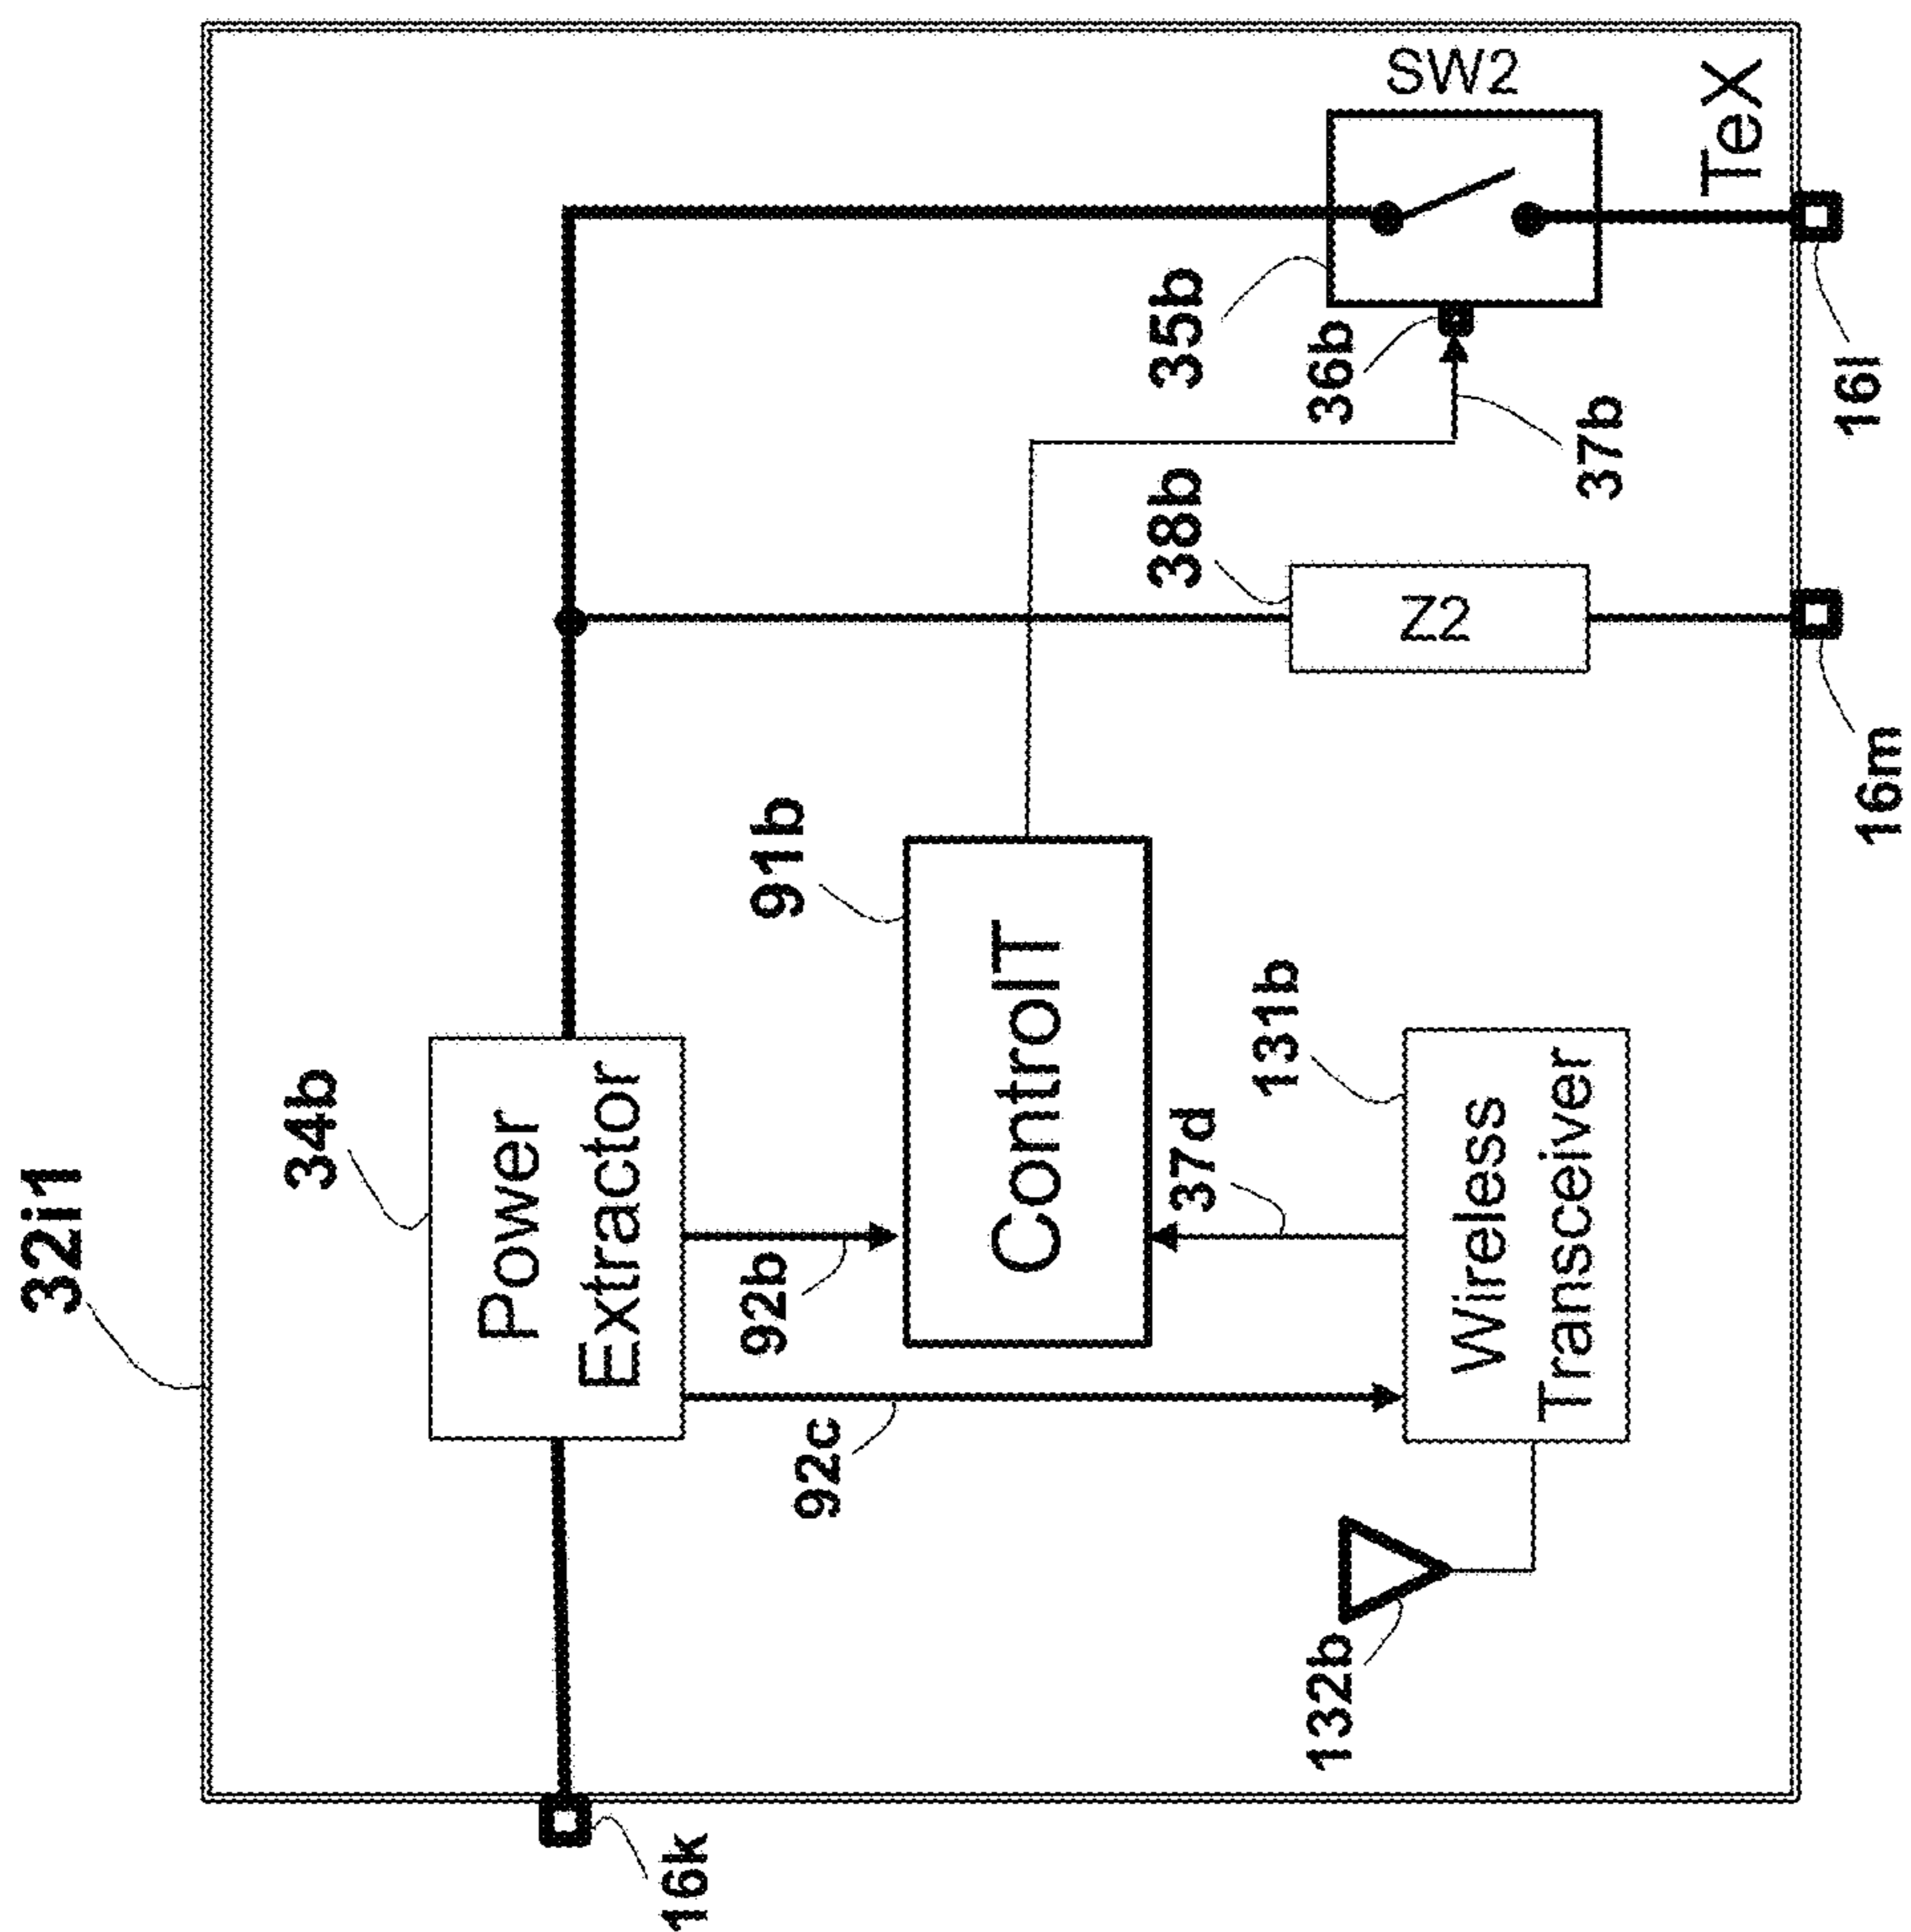 32i1
34b
Power
Extractor
16k
92b
91b
92c
ControlT
37d
38b
35b
131b
132b
36b
Z2
SW2
Wireless
Transceiver
37b
TeX
16m
16l